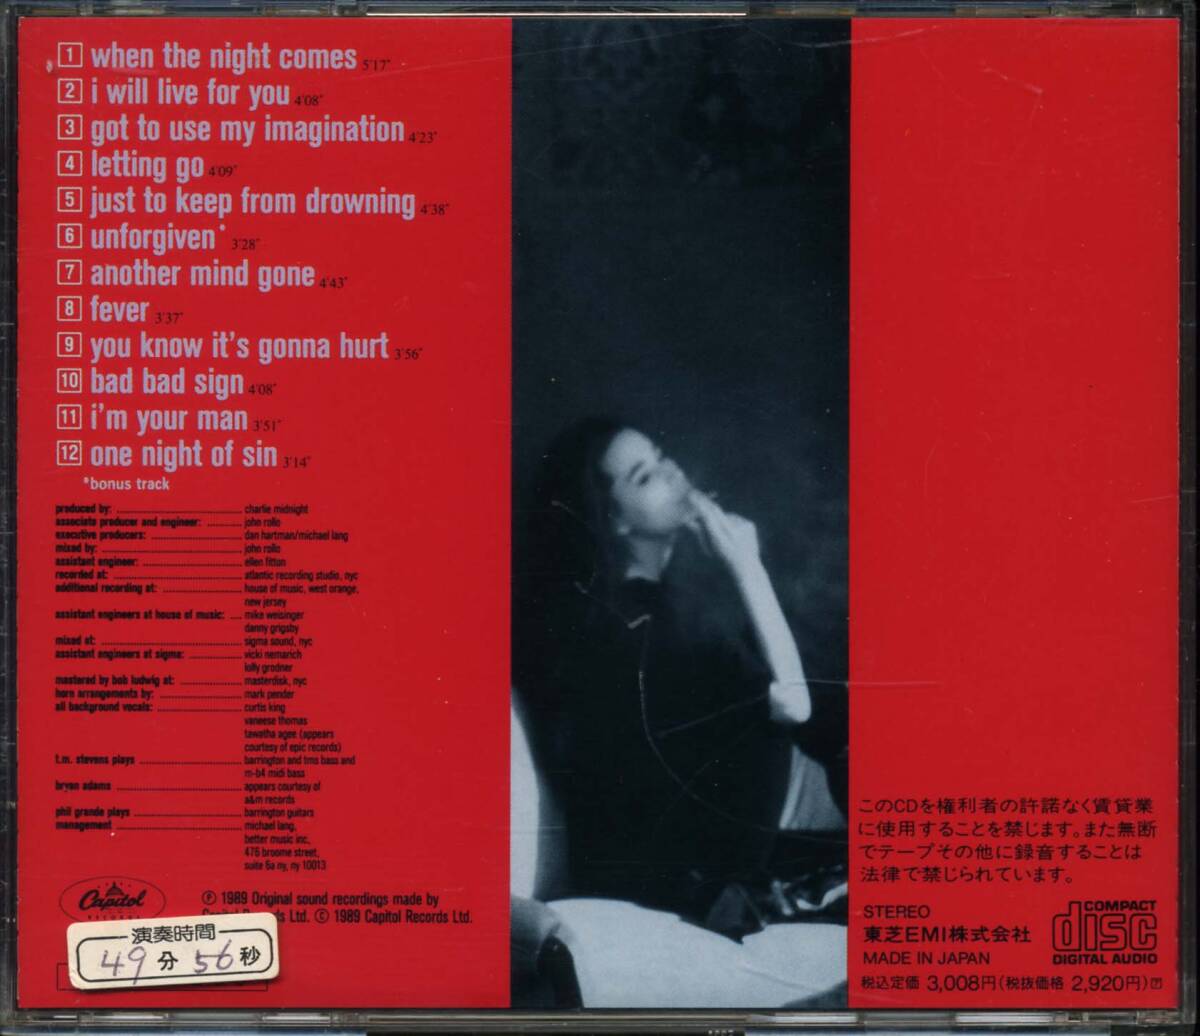 1 when the night comes 5'17"
2 i will live for you 4'08"
3 got to use my imagination 4'23"
4 letting go 4'09"
5 just to keep from drowning 4'38"
6 unforgiven* 3'28"
7 another mind gone 4'43"
8 fever 3'37"
9 you know it's gonna hurt 3'56"
10 bad bad sign 4'08"
11 i'm your man 3'51"
12 one night of sin 3'14"
*bonus track
produced by: charlie midnight
associate producer and engineer: john rollo
executive producers: dan hartman/michael lang
mixed by: john rollo
assistant engineer: ellen fitton
recorded at: atlantic recording studio, nyc
additional recording at: house of music, west orange,
new jersey
assistant engineers at house of music: mike weisinger
danny grigsby
mixed at: sigma sound, nyc
assistant engineers at sigma: vicki nemarich
lolly grodner
mastered by bob ludwig at: masterdisk, nyc
horn arrangements by: mark pender
all background vocals: curtis king
vaneese thomas
tawatha agee (appears
courtesy of epic records)
t.m. stevens plays barrington and tms bass and
m-b4 midi bass
bryan adams appears courtesy of
a&m records
phil grande plays barrington guitars
management michael lang,
better music inc,
476 broome street,
suite 6a ny, ny 10013
Capitol
RECORDS
Ⓟ 1989 Original sound recordings made by
Records Ltd. Ⓒ 1989 Capitol Records Ltd.
演奏時間
49分 56秒
このCDを権利者の許諾なく賃貸業
に使用することを禁じます。また無断
でテープその他に録音することは
法律で禁じられています。
STEREO
東芝EMI株式会社
MADE IN JAPAN
COMPACT
disc
DIGITAL AUDIO
税込定価 3,008円(税抜価格 2,920円)